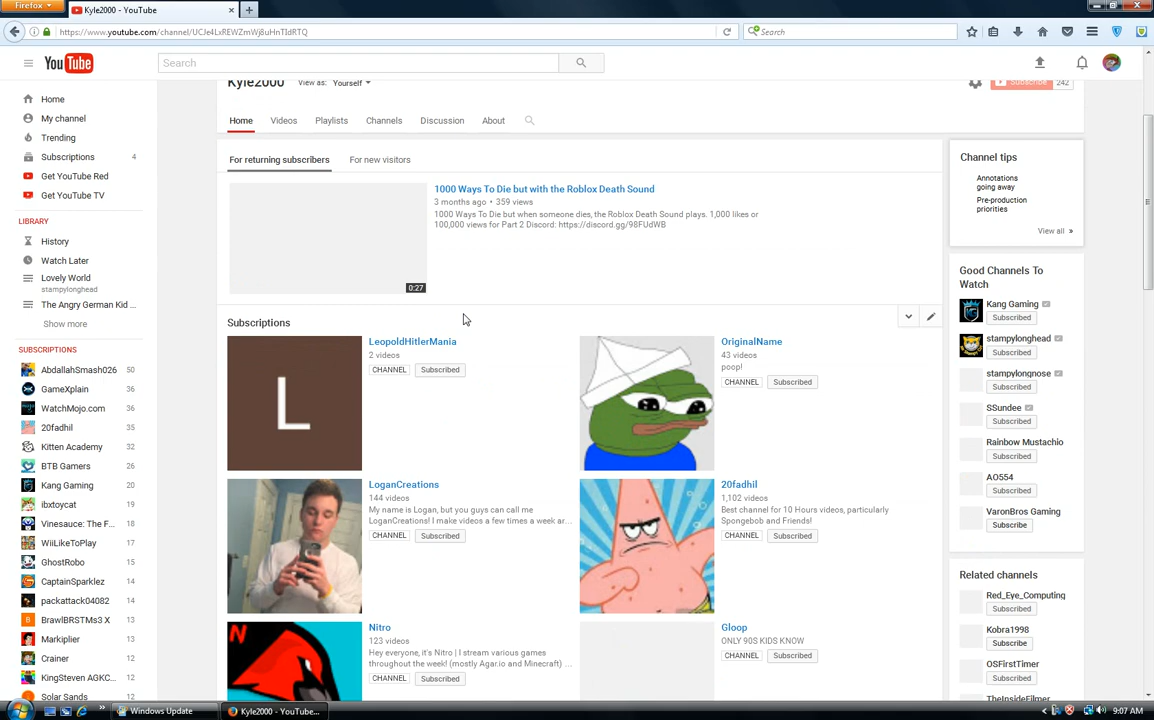 Firefox
Kyle2000 - YouTube
https://www.youtube.com/channel/
Search
YouTube
Search
Kyle2000
View as: Yourself
Subscribe 242
Home
My channel
Trending
Subscriptions 4
Get YouTube Red
Get YouTube TV
LIBRARY
History
Watch Later
Lovely World
stampylonghead
The Angry German Kid ...
Show more
SUBSCRIPTIONS
AbdallahSmash026 50
GameXplain 36
WatchMojo.com 36
20fadhil 35
Kitten Academy 32
BTB Gamers 26
Kang Gaming 20
ibxtoycat 19
Vinesauce: The F... 18
WiiLikeToPlay 17
GhostRobo 15
CaptainSparklez 14
packattack04082 14
BrawlBRSTMs3 X 13
Markiplier 13
Crainer 12
KingSteven AGKC... 12
Solar Sands 12
Home Videos Playlists Channels Discussion About
For returning subscribers For new visitors
0:27
1000 Ways To Die but with the Roblox Death Sound
3 months ago • 359 views
1000 Ways To Die but when someone dies, the Roblox Death Sound plays. 1,000 likes or
100,000 views for Part 2 Discord: https://discord.gg/98FUdWB
Subscriptions
L
LeopoldHitlerMania
2 videos
CHANNEL Subscribed
OriginalName
43 videos
poop!
CHANNEL Subscribed
LoganCreations
144 videos
My name is Logan, but you guys can call me
LoganCreations! I make videos a few times a week ar...
CHANNEL Subscribed
20fadhil
1,102 videos
Best channel for 10 Hours videos, particularly
Spongebob and Friends!
CHANNEL Subscribed
N
Nitro
123 videos
Hey everyone, it's Nitro | I stream various games
throughout the week! (mostly Agar.io and Minecraft) ...
CHANNEL Subscribed
Gloop
ONLY 90S KIDS KNOW
CHANNEL Subscribed
Channel tips
Annotations
going away
Pre-production
priorities
View all »
Good Channels To
Watch
Kang Gaming
Subscribed
stampylonghead
Subscribed
stampylongnose
Subscribed
SSundee
Subscribed
Rainbow Mustachio
Subscribed
AO554
Subscribed
VaronBros Gaming
Subscribe
Related channels
Red_Eye_Computing
Subscribed
Kobra1998
Subscribe
OSFirstTimer
Subscribed
TheInsideFilmer
Windows Update
Kyle2000 - YouTube...
9:07 AM